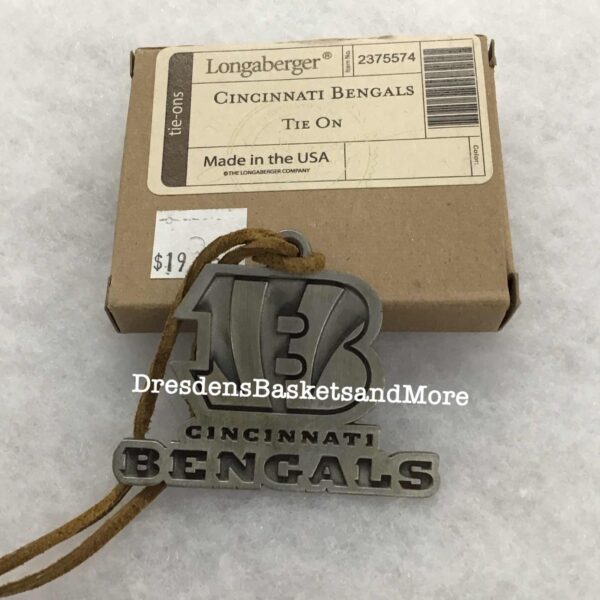 tie-ons
Longaberger®
Item No.
2375574
CINCINNATI BENGALS
TIE ON
Made in the USA
©THE LONGABERGER COMPANY
Color:
$19
B
DresdensBasketsandMore
CINCINNATI
BENGALS